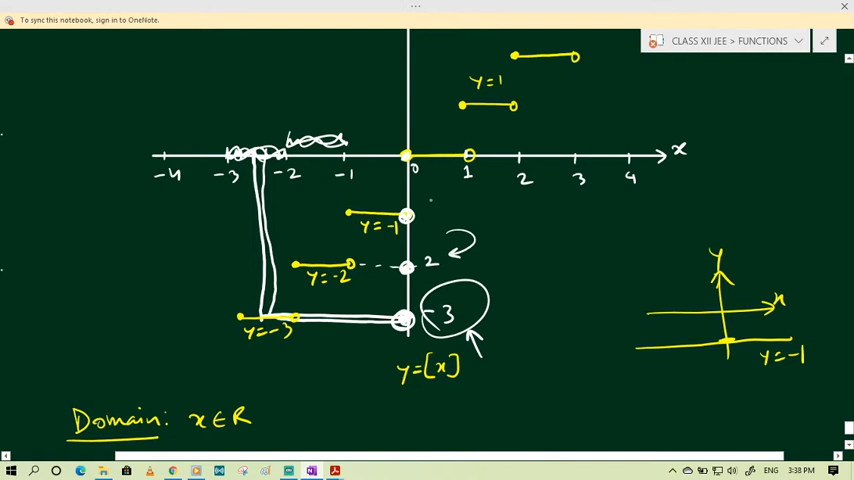 ...
To sync this notebook, sign in to OneNote.
CLASS XII JEE > FUNCTIONS
y=1
x
-4 -3 -2 -1 0 1 2 3 4
y=-1
2
y=-2
-3
y=-3
y=[x]
y
x
y=-1
Domain: x∈R
ENG 3:38 PM